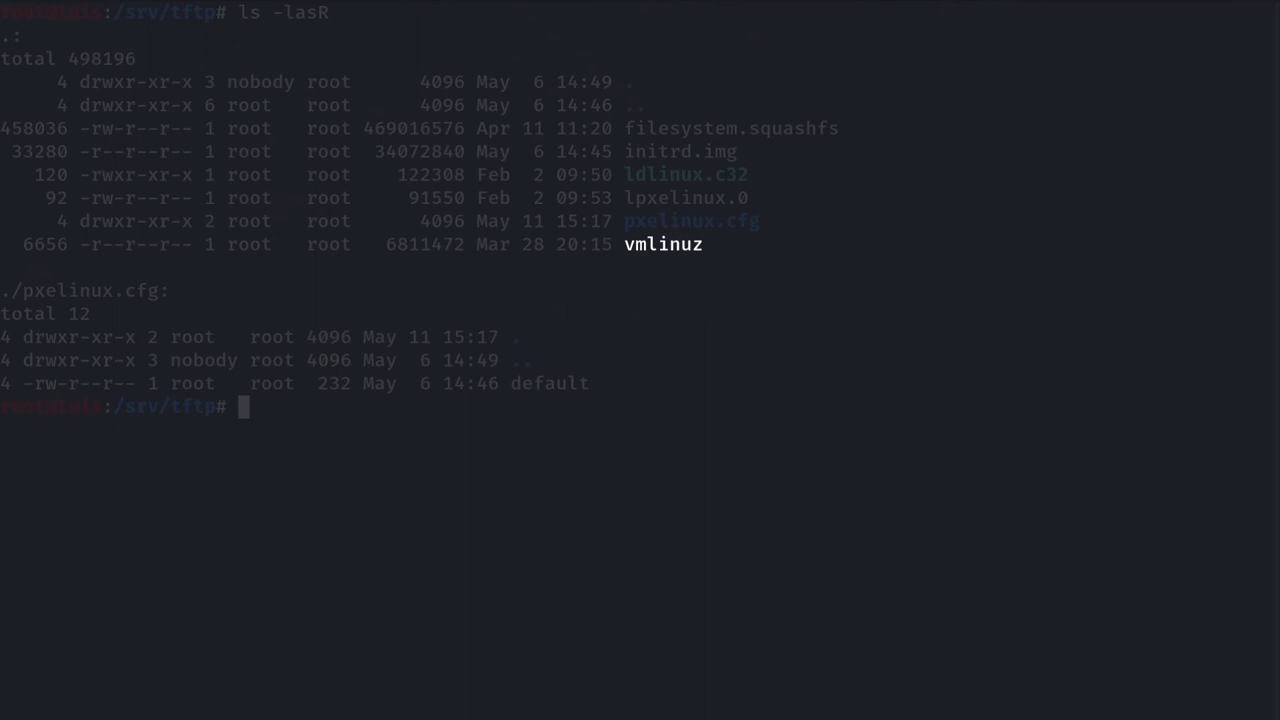 root@tuis:/srv/tftp# ls -lasR
.:
total 498196
     4 drwxr-xr-x 3 nobody root      4096 May  6 14:49 .
     4 drwxr-xr-x 6 root   root      4096 May  6 14:46 ..
458036 -rw-r--r-- 1 root   root 469016576 Apr 11 11:20 filesystem.squashfs
 33280 -r--r--r-- 1 root   root  34072840 May  6 14:45 initrd.img
   120 -rwxr-xr-x 1 root   root    122308 Feb  2 09:50 ldlinux.c32
    92 -rw-r--r-- 1 root   root     91550 Feb  2 09:53 lpxelinux.0
     4 drwxr-xr-x 2 root   root      4096 May 11 15:17 pxelinux.cfg
  6656 -r--r--r-- 1 root   root   6811472 Mar 28 20:15 vmlinuz

./pxelinux.cfg:
total 12
4 drwxr-xr-x 2 root   root 4096 May 11 15:17 .
4 drwxr-xr-x 3 nobody root 4096 May  6 14:49 ..
4 -rw-r--r-- 1 root   root  232 May  6 14:46 default
root@tuis:/srv/tftp#